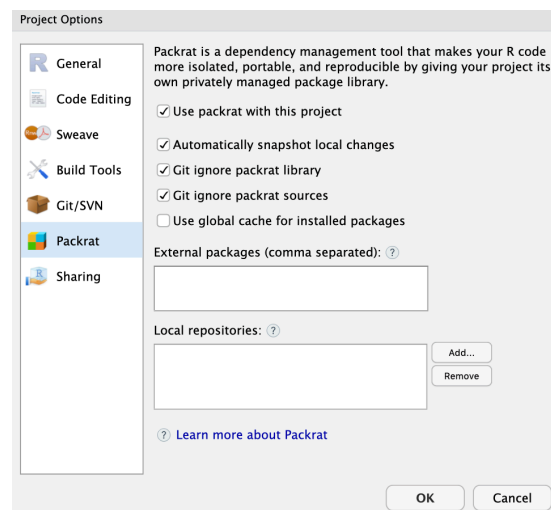 Project Options
General
Code Editing
Sweave
Build Tools
Git/SVN
Packrat
Sharing
Packrat is a dependency management tool that makes your R code
more isolated, portable, and reproducible by giving your project its
own privately managed package library.
Use packrat with this project
Automatically snapshot local changes
Git ignore packrat library
Git ignore packrat sources
Use global cache for installed packages
External packages (comma separated): ?
Local repositories: ?
Add...
Remove
? Learn more about Packrat
OK
Cancel